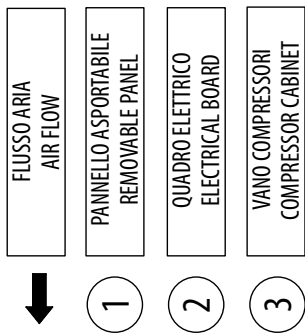 FLUSSO ARIA
AIR FLOW
1
PANNELLO ASPORTABILE
REMOVABLE PANEL
2
QUADRO ELETTRICO
ELECTRICAL BOARD
3
VANO COMPRESSORI
COMPRESSOR CABINET